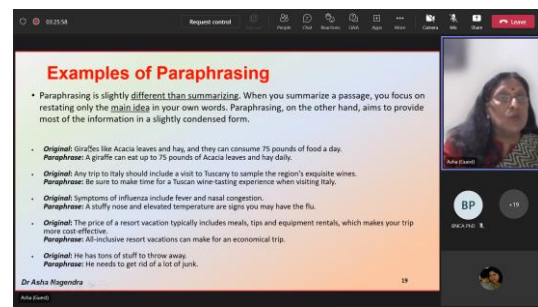 03:25:58
Request control
People
Chat
Reactions
Q&A
Apps
More
Camera
Mic
Share
Leave
Examples of Paraphrasing
• Paraphrasing is slightly different than summarizing. When you summarize a passage, you focus on
restating only the main idea in your own words. Paraphrasing, on the other hand, aims to provide
most of the information in a slightly condensed form.
• Original: Giraffes like Acacia leaves and hay, and they can consume 75 pounds of food a day.
Paraphrase: A giraffe can eat up to 75 pounds of Acacia leaves and hay daily.
• Original: Any trip to Italy should include a visit to Tuscany to sample the region's exquisite wines.
Paraphrase: Be sure to make time for a Tuscan wine-tasting experience when visiting Italy.
• Original: Symptoms of influenza include fever and nasal congestion.
Paraphrase: A stuffy nose and elevated temperature are signs you may have the flu.
• Original: The price of a resort vacation typically includes meals, tips and equipment rentals, which makes your trip
more cost-effective.
Paraphrase: All-inclusive resort vacations can make for an economical trip.
• Original: He has tons of stuff to throw away.
Paraphrase: He needs to get rid of a lot of junk.
Dr Asha Nagendra
19
Asha (Guest)
Asha (Guest)
BP
+19